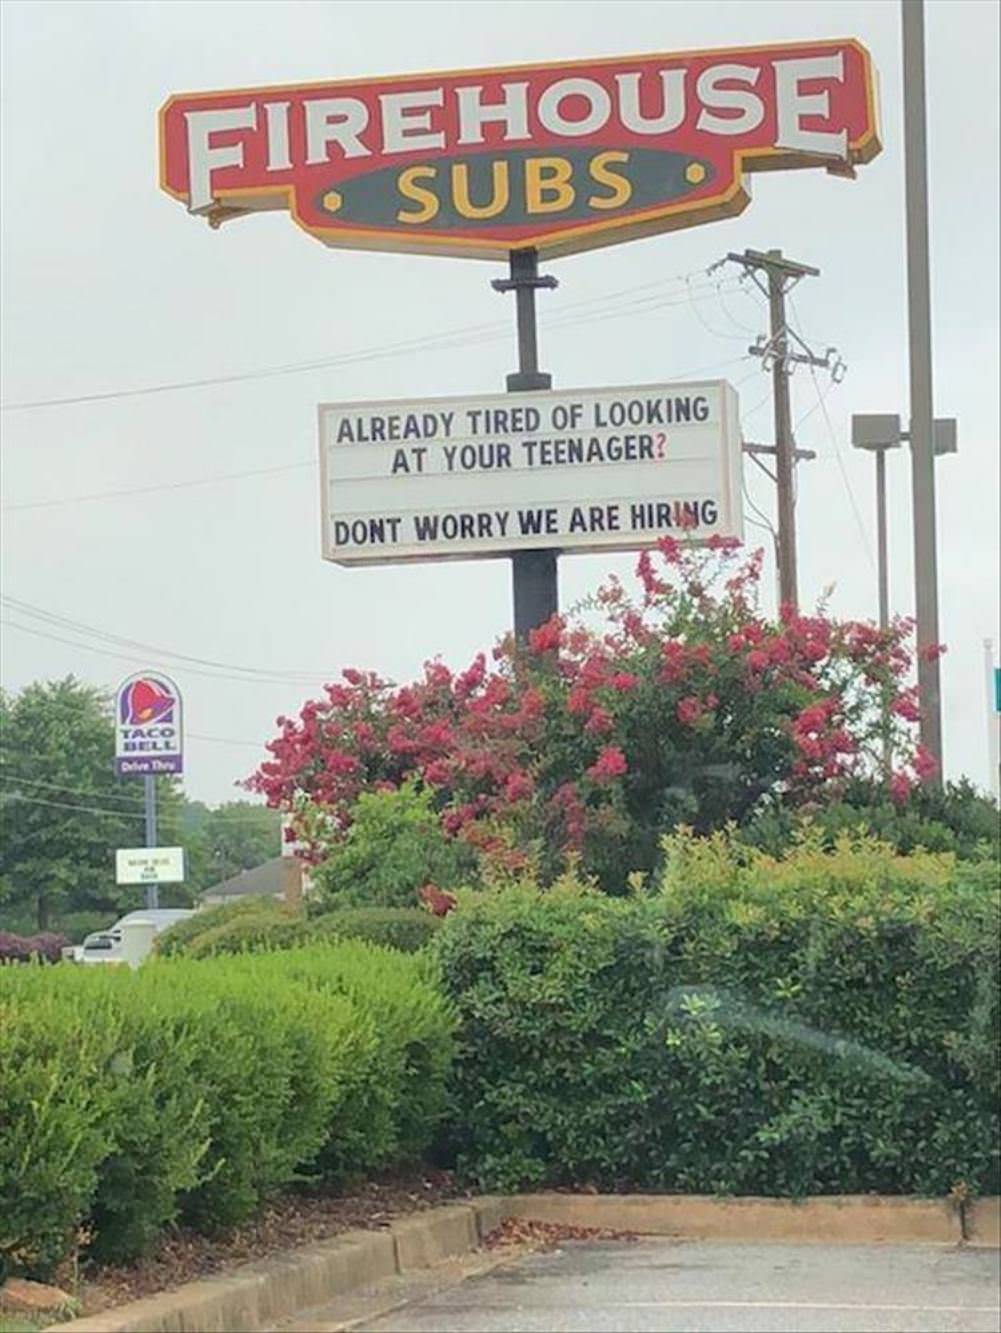 FIREHOUSE
SUBS
ALREADY TIRED OF LOOKING
AT YOUR TEENAGER?
DONT WORRY WE ARE HIRING
TACO
BELL
Drive Thru